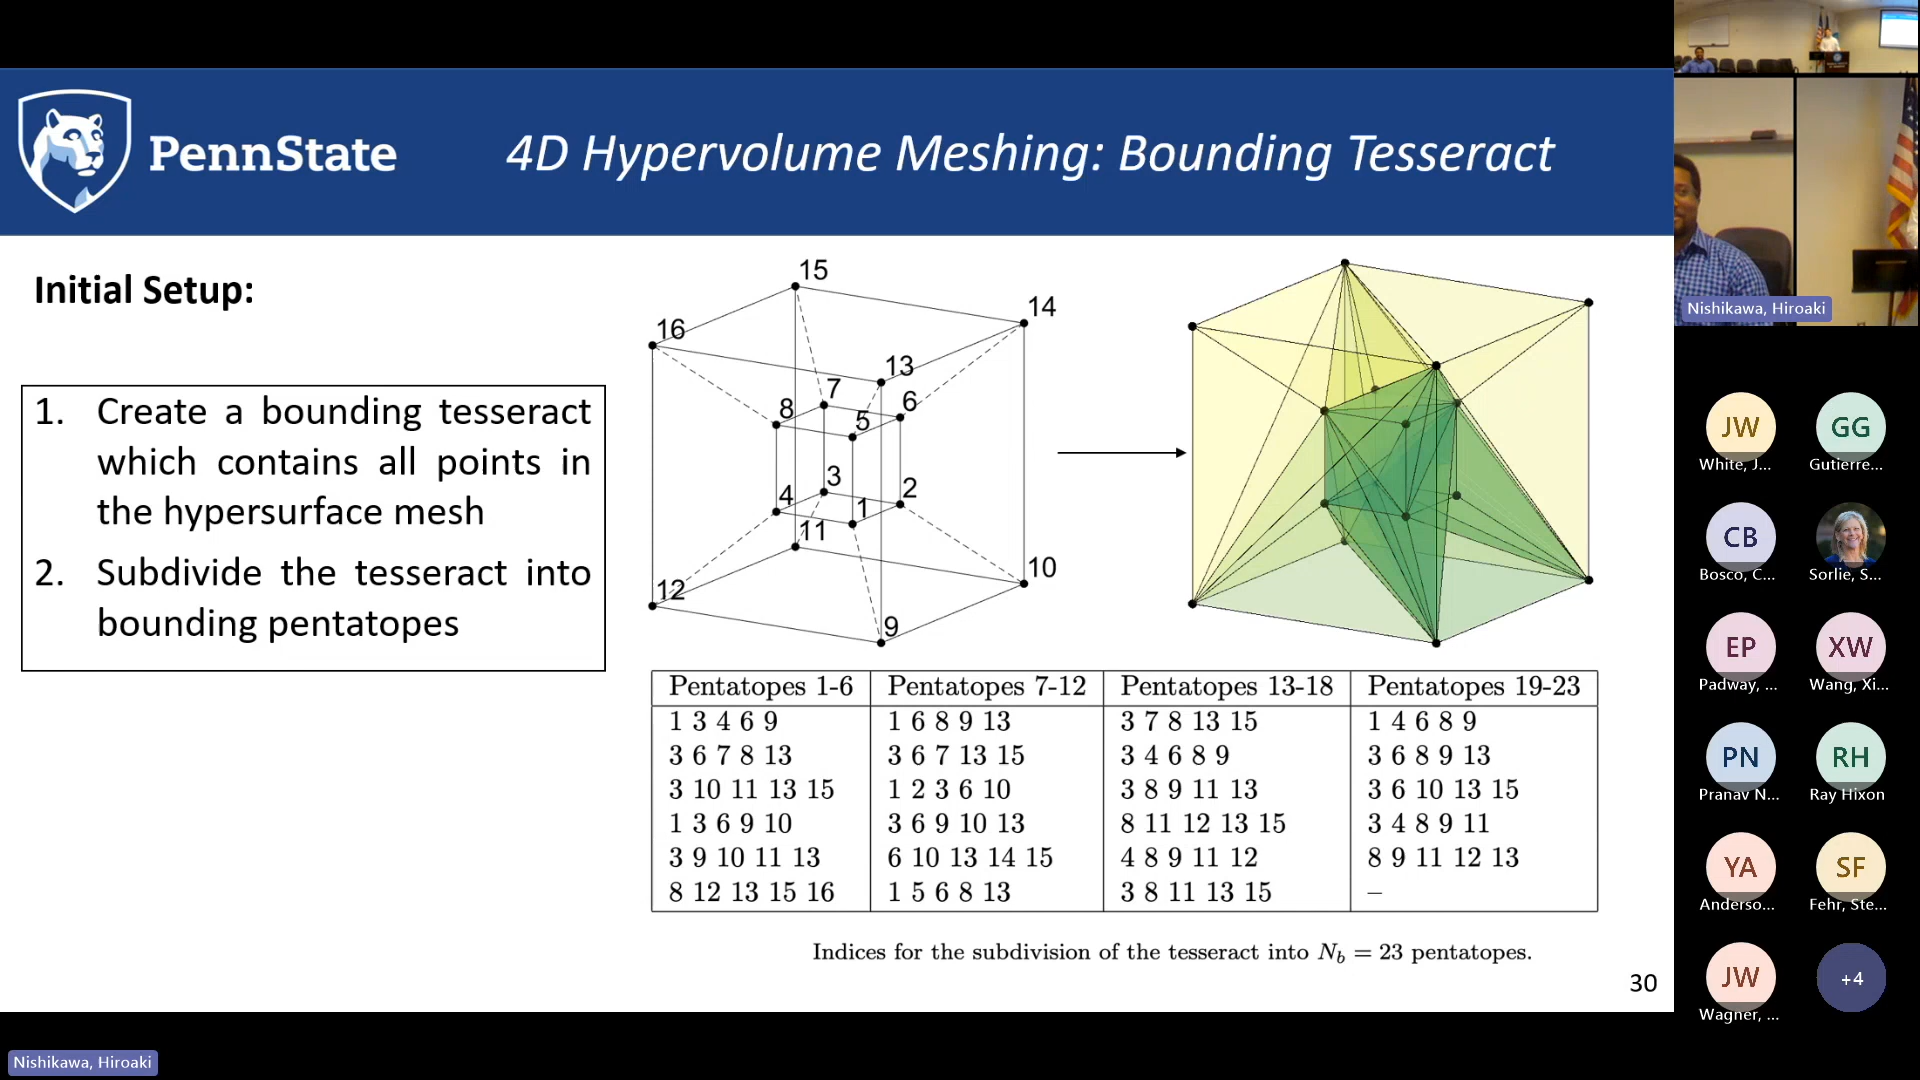 PennState
4D Hypervolume Meshing: Bounding Tesseract
Initial Setup:
1. Create a bounding tesseract
which contains all points in
the hypersurface mesh
2. Subdivide the tesseract into
bounding pentatopes
15
14
16
13
7
6
8
5
3
2
4
1
11
10
12
9
Pentatopes 1-6 Pentatopes 7-12 Pentatopes 13-18 Pentatopes 19-23
1 3 4 6 9 1 6 8 9 13 3 7 8 13 15 1 4 6 8 9
3 6 7 8 13 3 6 7 13 15 3 4 6 8 9 3 6 8 9 13
3 10 11 13 15 1 2 3 6 10 3 8 9 11 13 3 6 10 13 15
1 3 6 9 10 3 6 9 10 13 8 11 12 13 15 3 4 8 9 11
3 9 10 11 13 6 10 13 14 15 4 8 9 11 12 8 9 11 12 13
8 12 13 15 16 1 5 6 8 13 3 8 11 13 15 –
Indices for the subdivision of the tesseract into N_b = 23 pentatopes.
30
Nishikawa, Hiroaki
JW GG
White, J... Gutierre...
CB
Bosco, C... Sorlie, S...
EP XW
Padway, ... Wang, Xi...
PN RH
Pranav N... Ray Hixon
YA SF
Anderso... Fehr, Ste...
JW +4
Wagner, ...
Nishikawa, Hiroaki